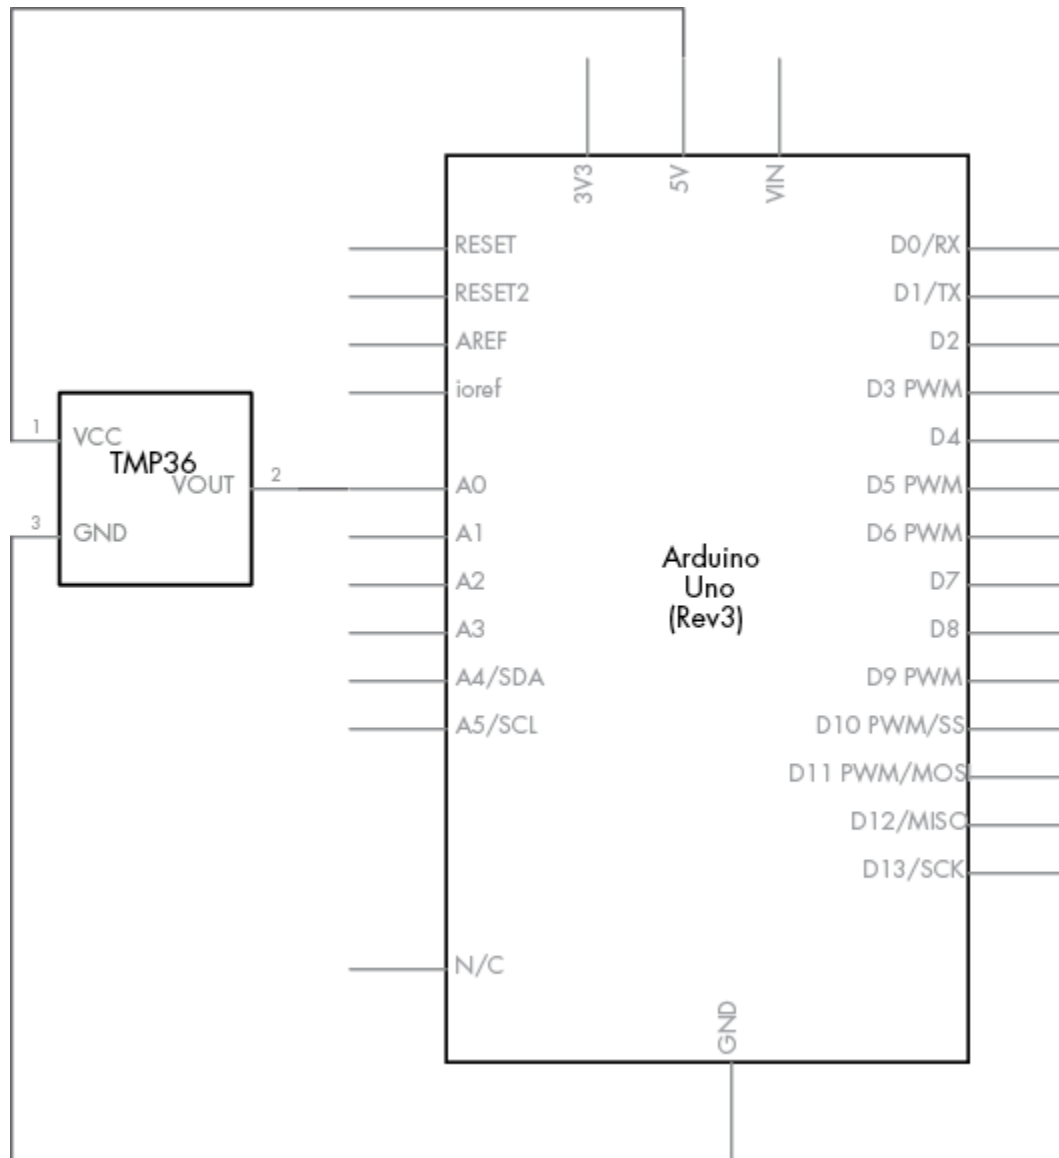 3V3
5V
VIN
RESET
RESET2
AREF
ioref
A0
A1
A2
A3
A4/SDA
A5/SCL
N/C
1
VCC
TMP36
VOUT
2
3
GND
Arduino
Uno
(Rev3)
D0/RX
D1/TX
D2
D3 PWM
D4
D5 PWM
D6 PWM
D7
D8
D9 PWM
D10 PWM/SS
D11 PWM/MOSI
D12/MISO
D13/SCK
GND